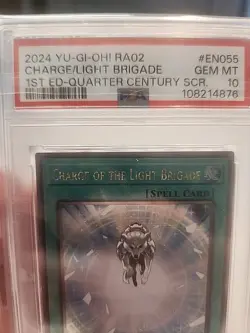 2024 YU-GI-OH! RA02 #EN055
CHARGE/LIGHT BRIGADE GEM MT
1ST ED-QUARTER CENTURY SCR. 10
PSA 108214876
CHARGE OF THE LIGHT BRIGADE
[SPELL CARD]